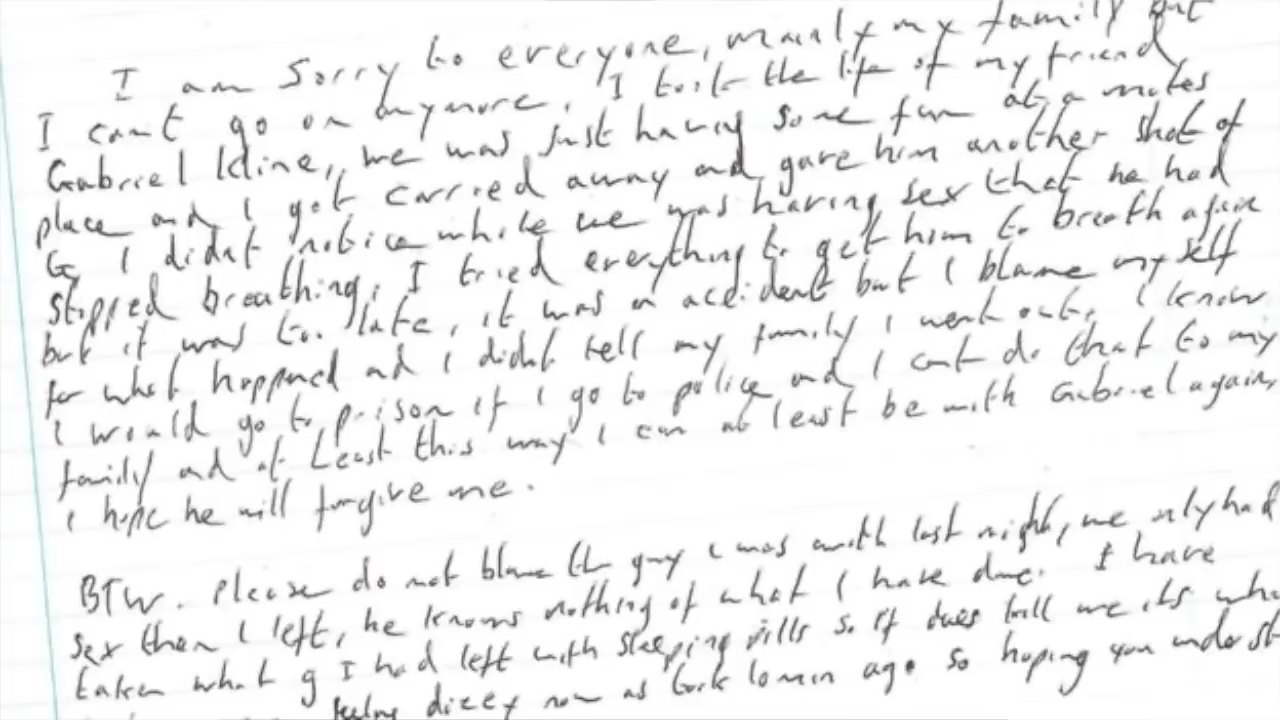 I am sorry to everyone, mainly my family but
I cant go on anymore. I took the life of my friend
Gabriel Kline, we was just having some fun at a mates
place and I got carried away and gave him another shot of
G, I didnt notice while we was having sex that he had
stopped breathing, I tried everything to get him to breath again
but it was to late, it was an accident but I blame my self
for what happened and I didnt tell my family I went out. I know
I would go to prison if I go to police and I cant do that to my
family and at Least this way I can at least be with Gabriel again,
I hope he will forgive me.
BTW. Please do not blame the guy I was with last night, we only had
sex then I left, he knows nothing of what I have done. I have
taken what g I had left with sleeping pills so if does kill me its wha
feeling dizzy now as took 10 min ago so hoping you underst